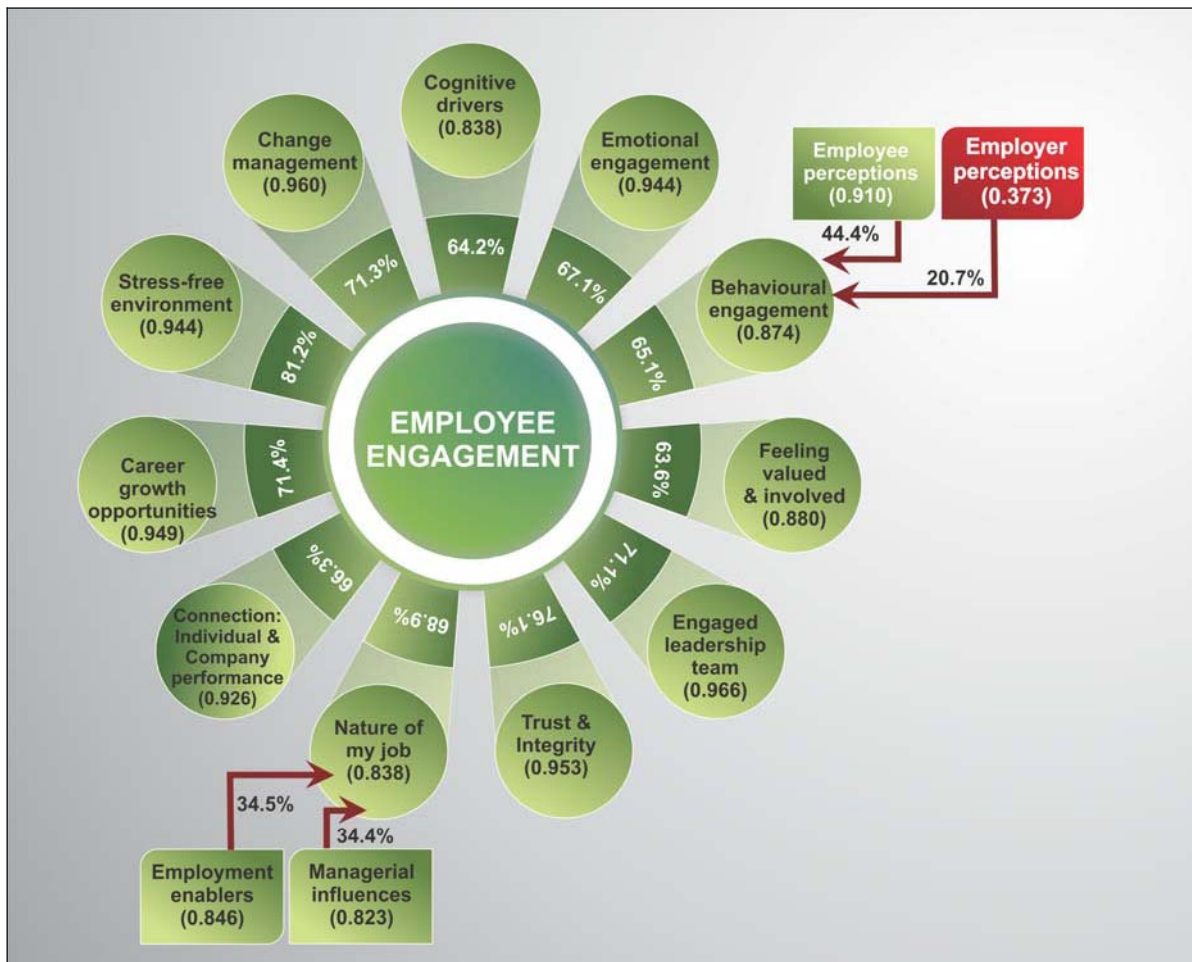 Cognitive
drivers
(0.838)
64.2%
Emotional
engagement
(0.944)
67.1%
Employee
perceptions
(0.910)
44.4%
Employer
perceptions
(0.373)
20.7%
Behavioural
engagement
(0.874)
65.1%
Feeling
valued
& involved
(0.880)
63.6%
Engaged
leadership
team
(0.966)
71.1%
Trust &
Integrity
(0.953)
76.1%
Nature of
my job
(0.838)
68.9%
34.5%
34.4%
Employment
enablers
(0.846)
Managerial
influences
(0.823)
Connection:
Individual &
Company
performance
(0.926)
66.3%
Career
growth
opportunities
(0.949)
71.4%
Stress-free
environment
(0.944)
81.2%
Change
management
(0.960)
71.3%
EMPLOYEE
ENGAGEMENT